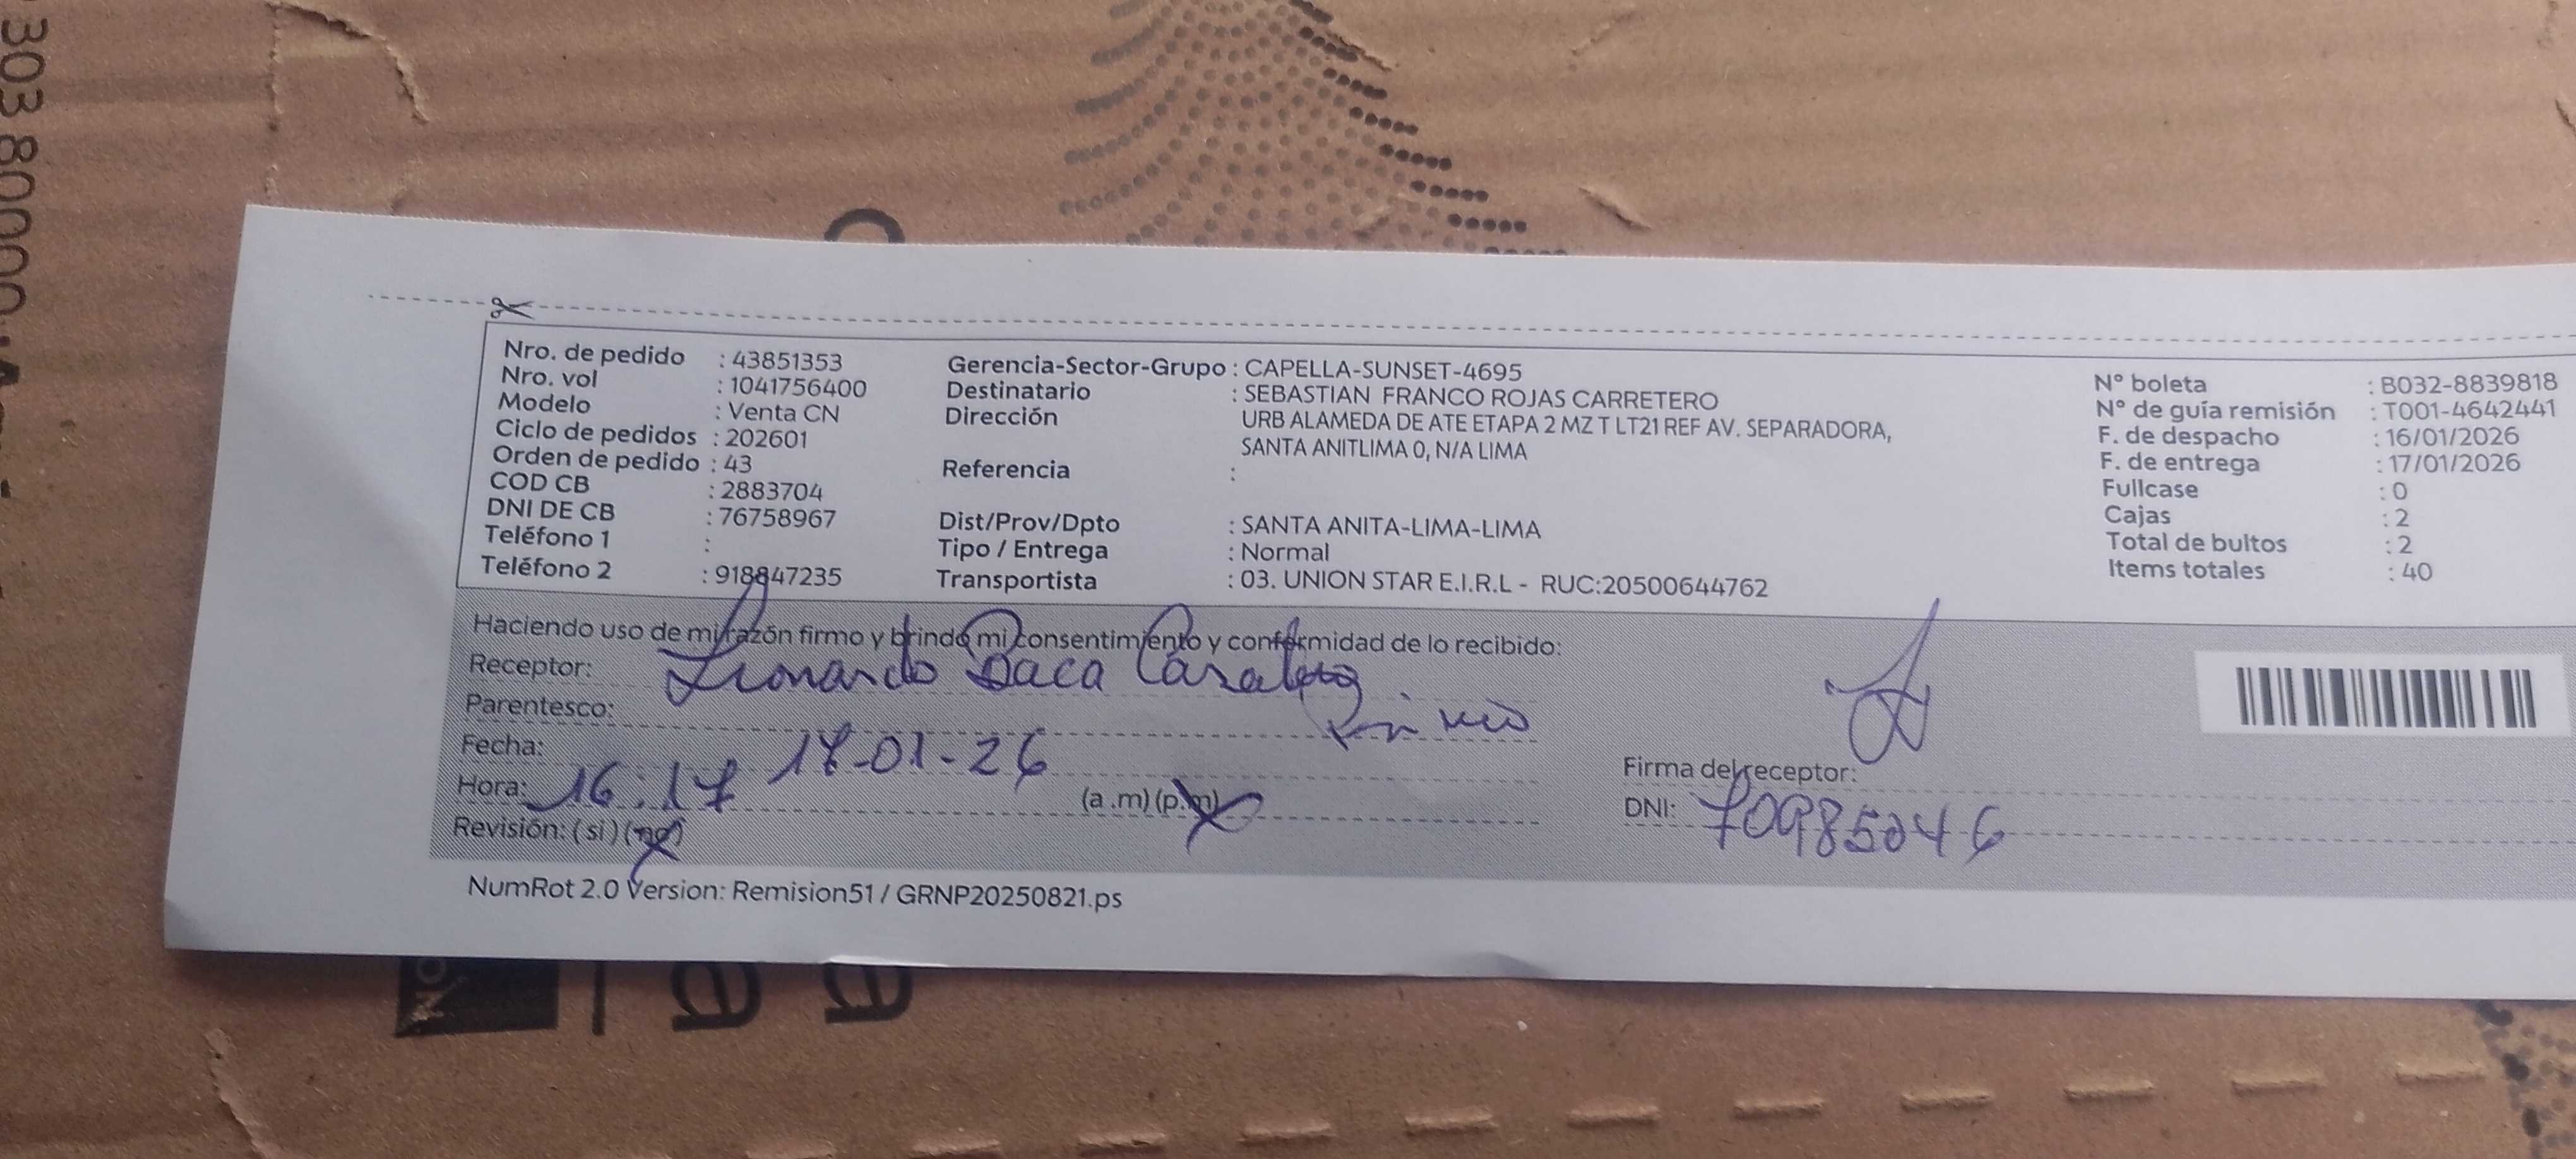 Nro. de pedido : 43851353
Nro. vol : 1041756400
Modelo : Venta CN
Ciclo de pedidos : 202601
Orden de pedido : 43
COD CB : 2883704
DNI DE CB : 76758967
Teléfono 1 :
Teléfono 2 : 918847235
Gerencia-Sector-Grupo : CAPELLA-SUNSET-4695
Destinatario : SEBASTIAN FRANCO ROJAS CARRETERO
Dirección URB ALAMEDA DE ATE ETAPA 2 MZ T LT21 REF AV. SEPARADORA,
SANTA ANITLIMA 0, N/A LIMA
Referencia :
Dist/Prov/Dpto : SANTA ANITA-LIMA-LIMA
Tipo / Entrega : Normal
Transportista : 03. UNION STAR E.I.R.L - RUC:20500644762
N° boleta : B032-8839818
N° de guía remisión : T001-4642441
F. de despacho : 16/01/2026
F. de entrega : 17/01/2026
Fullcase : 0
Cajas : 2
Total de bultos : 2
Items totales : 40
Haciendo uso de mi razón firmo y brindo mi consentimiento y conformidad de lo recibido:
Receptor: Leonardo Baca
Parentesco: Primo
Fecha: 17-01-26
Hora: 16:17 (a.m) (p.m)
Revisión: (si) (no)
Firma del receptor:
DNI: 70985046
NumRot 2.0 Version: Remision51 / GRNP20250821.ps